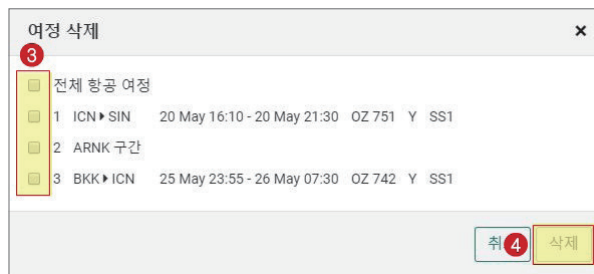 여정 삭제 ×
3
전체 항공 여정
1 ICN▶SIN 20 May 16:10 - 20 May 21:30 OZ 751 Y SS1
2 ARNK 구간
3 BKK▶ICN 25 May 23:55 - 26 May 07:30 OZ 742 Y SS1
취 4 삭제